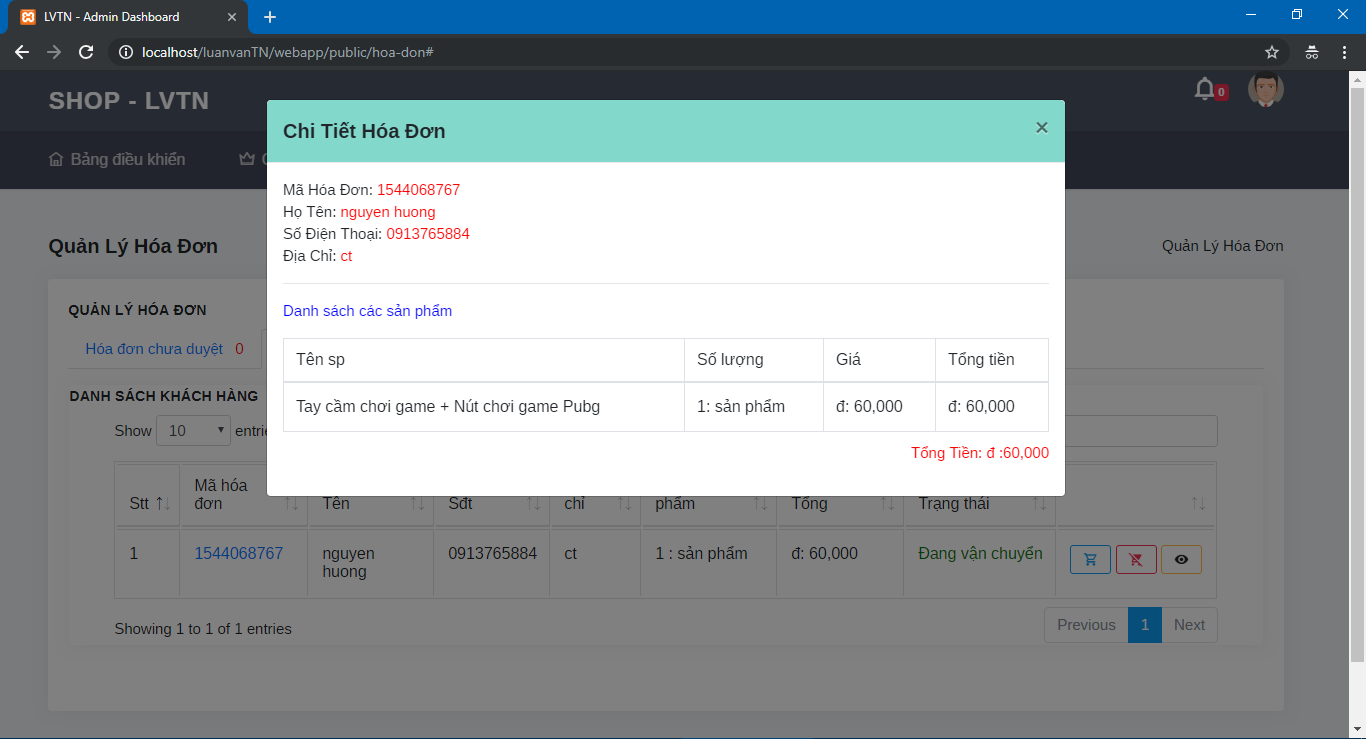 LVTN - Admin Dashboard
localhost/luanvanTN/webapp/public/hoa-don#
SHOP - LVTN
0
Bảng điều khiển
Chi Tiết Hóa Đơn
Mã Hóa Đơn: 1544068767
Họ Tên: nguyen huong
Số Điện Thoại: 0913765884
Địa Chỉ: ct
Danh sách các sản phẩm
Tên sp Số lượng Giá Tổng tiền
Tay cầm chơi game + Nút chơi game Pubg 1: sản phẩm đ: 60,000 đ: 60,000
Tổng Tiền: đ :60,000
Quản Lý Hóa Đơn Quản Lý Hóa Đơn
QUẢN LÝ HÓA ĐƠN
Hóa đơn chưa duyệt 0
DANH SÁCH KHÁCH HÀNG
Show 10 entrie
Stt Mã hóa đơn Tên Sđt chỉ phẩm Tổng Trạng thái
1 1544068767 nguyen huong 0913765884 ct 1 : sản phẩm đ: 60,000 Đang vận chuyển
Showing 1 to 1 of 1 entries
Previous 1 Next